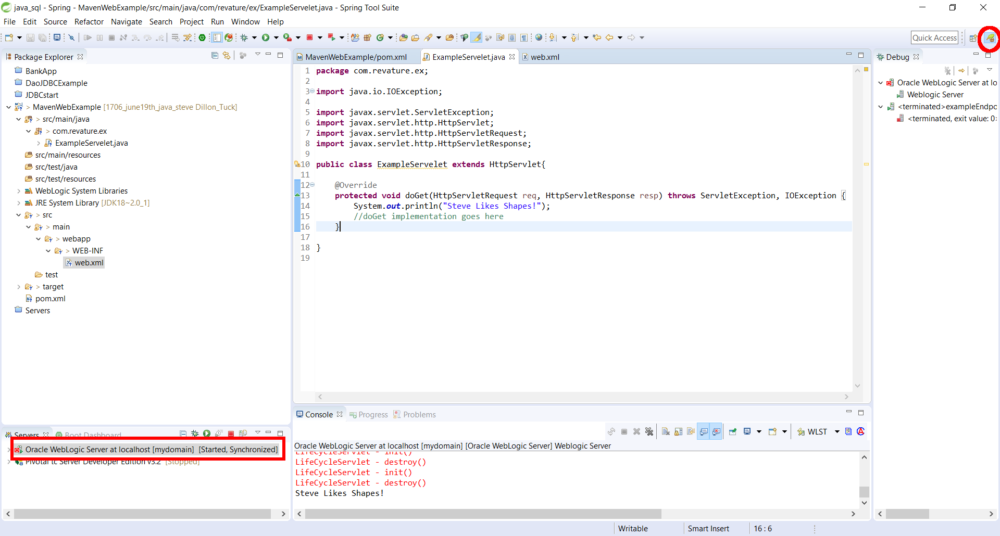 java_sql - Spring - MavenWebExample/src/main/java/com/revature/ex/ExampleServelet.java - Spring Tool Suite
File Edit Source Refactor Navigate Search Project Run Window Help
Quick Access
Package Explorer
BankApp
DaoJDBCExample
JDBCstart
> MavenWebExample [1706_june19th_java_steve Dillon_Tuck]
> src/main/java
> com.revature.ex
ExampleServelet.java
src/main/resources
src/test/java
src/test/resources
WebLogic System Libraries
JRE System Library [JDK18~2.0_1]
> src
> main
> webapp
> WEB-INF
web.xml
test
> target
pom.xml
Servers
MavenWebExample/pom.xml ExampleServelet.java web.xml
1 package com.revature.ex;
2
3 import java.io.IOException;
4
5 import javax.servlet.ServletException;
6 import javax.servlet.http.HttpServlet;
7 import javax.servlet.http.HttpServletRequest;
8 import javax.servlet.http.HttpServletResponse;
9
10 public class ExampleServelet extends HttpServlet{
11
12 @Override
13 protected void doGet(HttpServletRequest req, HttpServletResponse resp) throws ServletException, IOException {
14 System.out.println("Steve Likes Shapes!");
15 //doGet implementation goes here
16 }
17
18 }
19
Debug
Oracle WebLogic Server at lo
Weblogic Server
<terminated>exampleEndpo
<terminated, exit value: 0>
Servers Boot Dashboard
Oracle WebLogic Server at localhost [mydomain] [Started, Synchronized]
Pivotal tc Server Developer Edition v3.2 [Stopped]
Console Progress Problems
WLST
Oracle WebLogic Server at localhost [mydomain] [Oracle WebLogic Server] Weblogic Server
LifeCycleServlet - init()
LifeCycleServlet - destroy()
LifeCycleServlet - init()
LifeCycleServlet - destroy()
Steve Likes Shapes!
Writable Smart Insert 16 : 6